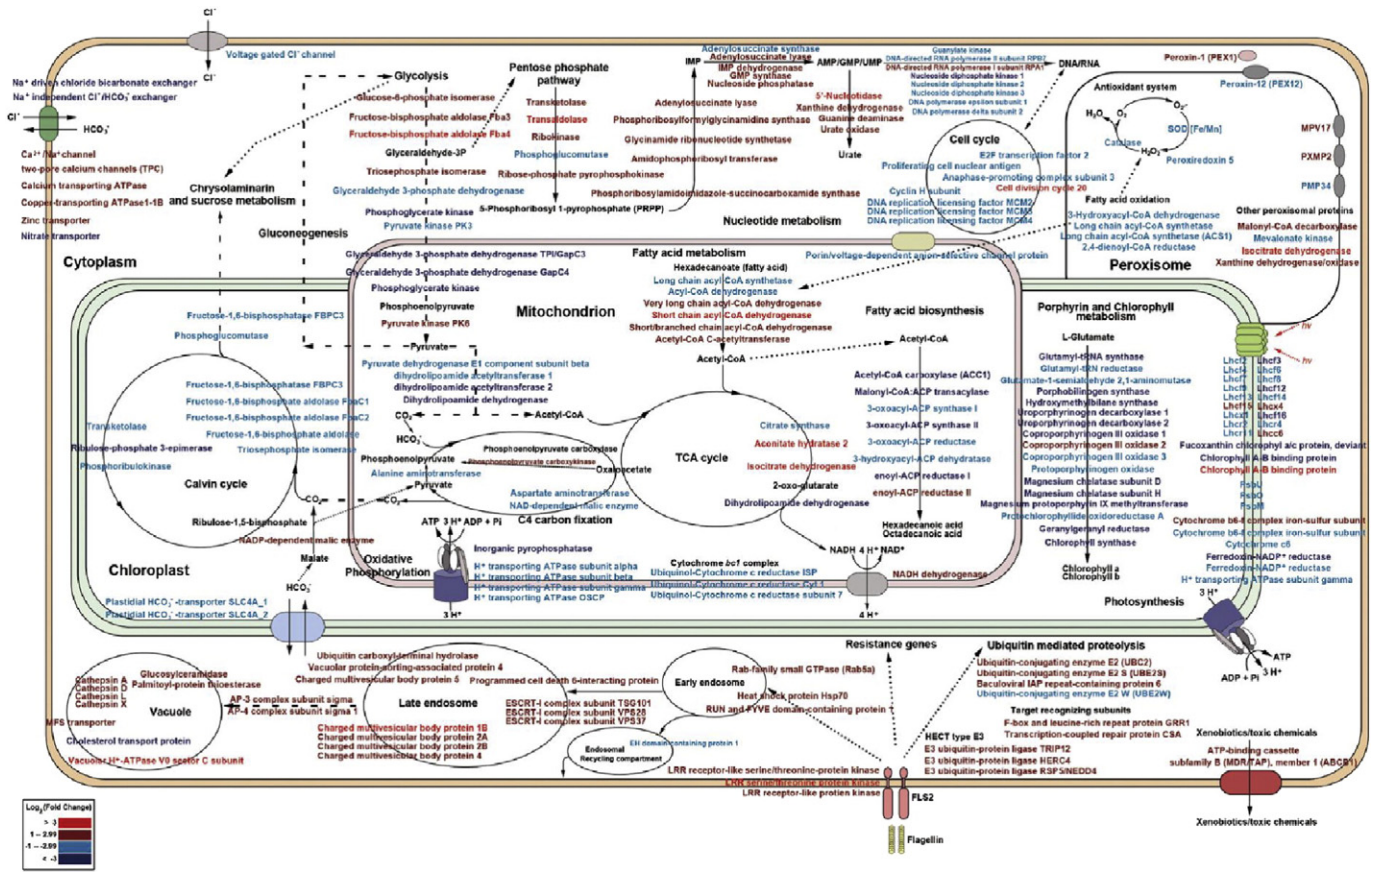 Cl⁻
Voltage gated Cl⁻ channel
Cl⁻
Na⁺ driven chloride bicarbonate exchanger
Na⁺ independent Cl⁻/HCO₃⁻ exchanger
Cl⁻
HCO₃⁻
Ca²⁺/Na⁺channel
two-pore calcium channels (TPC)
Calcium transporting ATPase
Copper-transporting ATPase1-1B
Zinc transporter
Nitrate transporter
Cytoplasm
Chrysolaminarin
and sucrose metabolism
Gluconeogenesis
Glycolysis
Glucose-6-phosphate isomerase
Fructose-bisphosphate aldolase Fba3
Fructose-bisphosphate aldolase Fba4
Glyceraldehyde-3P
Triosephosphate isomerase
Glyceraldehyde 3-phosphate dehydrogenase
Phosphoglycerate kinase
Pyruvate kinase PK3
Pentose phosphate
pathway
Transketolase
Transaldolase
Ribokinase
Phosphoglucomutase
Ribose-phosphate pyrophosphokinase
5-Phosphoribosyl 1-pyrophosphate (PRPP)
IMP
Adenylosuccinate synthase
Adenylosuccinate lyase
IMP dehydrogenase
GMP synthase
Nucleoside phosphatase
Adenylosuccinate lyase
Phosphoribosylformylglycinamidine synthase
Glycinamide ribonucleotide synthetase
Amidophosphoribosyl transferase
Phosphoribosylamidoimidazole-succinocarboxamide synthase
Nucleotide metabolism
AMP/GMP/UMP
5'-Nucleotidase
Xanthine dehydrogenase
Guanine deaminase
Urate oxidase
Urate
Guanylate kinase
DNA-directed RNA polymerase II subunit RPB2
DNA-directed RNA polymerase I subunit RPA1
Nucleoside diphosphate kinase 1
Nucleoside diphosphate kinase 2
Nucleoside diphosphate kinase 3
DNA polymerase epsilon subunit 1
DNA polymerase delta subunit 2
DNA/RNA
Cell cycle
E2F transcription factor 2
Proliferating cell nuclear antigen
Anaphase-promoting complex subunit 3
Cell division cycle 20
Cyclin H subunit
DNA replication licensing factor MCM2
DNA replication licensing factor MCM3
DNA replication licensing factor MCM4
Peroxin-1 (PEX1)
Peroxin-12 (PEX12)
Antioxidant system
H₂O
O₂
O₂⁻
H₂O₂
SOD [Fe/Mn]
Catalase
Peroxiredoxin 5
MPV17
PXMP2
PMP34
Fatty acid oxidation
3-Hydroxyacyl-CoA dehydrogenase
Long chain acyl-CoA synthetase
Long chain acyl-CoA synthetase (ACS1)
2,4-dienoyl-CoA reductase
Other peroxisomal proteins
Malonyl-CoA decarboxylase
Mevalonate kinase
Isocitrate dehydrogenase
Xanthine dehydrogenase/oxidase
Peroxisome
Glyceraldehyde 3-phosphate dehydrogenase TPI/GapC3
Glyceraldehyde 3-phosphate dehydrogenase GapC4
Phosphoglycerate kinase
Phosphoenolpyruvate
Pyruvate kinase PK6
Pyruvate
Pyruvate dehydrogenase E1 component subunit beta
dihydrolipoamide acetyltransferase 1
dihydrolipoamide acetyltransferase 2
Dihydrolipoamide dehydrogenase
CO₂
Acetyl-CoA
HCO₃⁻
Mitochondrion
Fatty acid metabolism
Hexadecanoate (fatty acid)
Long chain acyl-CoA synthetase
Acyl-CoA dehydrogenase
Very long chain acyl-CoA dehydrogenase
Short chain acyl-CoA dehydrogenase
Short/branched chain acyl-CoA dehydrogenase
Acetyl-CoA C-acetyltransferase
Acetyl-CoA
Porin/voltage-dependent anion-selective channel protein
Fatty acid biosynthesis
Acetyl-CoA
Acetyl-CoA carboxylase (ACC1)
Malonyl-CoA:ACP transacylase
3-oxoacyl-ACP synthase I
3-oxoacyl-ACP synthase II
3-oxoacyl-ACP reductase
3-hydroxyacyl-ACP dehydratase
enoyl-ACP reductase I
enoyl-ACP reductase II
Hexadecanoic acid
Octadecanoic acid
Phosphoenolpyruvate carboxylase
Phosphoenolpyruvate
Phosphoenolpyruvate carboxykinase
Oxaloacetate
Alanine aminotransferase
Pyruvate
Aspartate aminotransferase
NAD-dependent malic enzyme
C4 carbon fixation
TCA cycle
Citrate synthase
Aconitate hydratase 2
Isocitrate dehydrogenase
2-oxo-glutarate
Dihydrolipoamide dehydrogenase
NADH 4 H⁺ NAD⁺
NADH dehydrogenase
4 H⁺
Cytochrome bc1 complex
Ubiquinol-Cytochrome c reductase ISP
Ubiquinol-Cytochrome c reductase Cyt 1
Ubiquinol-Cytochrome c reductase subunit 7
ATP 3 H⁺ ADP + Pi
Oxidative
Phosphorylation
Inorganic pyrophosphatase
H⁺ transporting ATPase subunit alpha
H⁺ transporting ATPase subunit beta
H⁺ transporting ATPase subunit gamma
H⁺ transporting ATPase OSCP
3 H⁺
Fructose-1,6-bisphosphatase FBPC3
Phosphoglucomutase
Fructose-1,6-bisphosphatase FBPC3
Fructose-1,6-bisphosphate aldolase FbaC1
Fructose-1,6-bisphosphate aldolase FbaC2
Fructose-1,6-bisphosphate aldolase
Triosephosphate isomerase
Transketolase
Ribulose-phosphate 3-epimerase
Phosphoribulokinase
Calvin cycle
CO₂
CO₂
Ribulose-1,5-bisphosphate
NADP-dependent malic enzyme
Malate
HCO₃⁻
Chloroplast
Plastidial HCO₃⁻-transporter SLC4A_1
Plastidial HCO₃⁻-transporter SLC4A_2
Porphyrin and Chlorophyll
metabolism
L-Glutamate
Glutamyl-tRNA synthase
Glutamyl-tRN reductase
Glutamate-1-semialdehyde 2,1-aminomutase
Porphobilinogen synthase
Hydroxymethylbilane synthase
Uroporphyrinogen decarboxylase 1
Uroporphyrinogen decarboxylase 2
Coproporphyrinogen III oxidase 1
Coproporphyrinogen III oxidase 2
Coproporphyrinogen III oxidase 3
Protoporphyrinogen oxidase
Magnesium chelatase subunit D
Magnesium chelatase subunit H
Magnesium protoporphyrin IX methyltransferase
Protochlorophyllide oxidoreductase A
Geranylgeranyl reductase
Chlorophyll synthase
Chlorophyll a
Chlorophyll b
hv
hv
Lhcf2 Lhcf3
Lhcf4 Lhcf6
Lhcf7 Lhcf8
Lhcf9 Lhcf12
Lhcf13 Lhcf14
Lhcf15 Lhcx4
Lhcx1 Lhcf16
Lhcr2 Lhcr4
Lhcr11 Lhcc6
Fucoxanthin chlorophyl a/c protein, deviant
Chlorophyll A-B binding protein
Chlorophyll A-B binding protein
PsbU
PsbO
PsbM
Cytochrome b6-f complex iron-sulfur subunit
Cytochrome b6-f complex iron-sulfur subunit
Cytochrome c6
Ferredoxin-NADP⁺ reductase
Ferredoxin-NADP⁺ reductase
H⁺ transporting ATPase subunit gamma
Photosynthesis
3 H⁺
ATP
3 H⁺
ADP + Pi
Glucosylceramidase
Palmitoyl-protein thioesterase
Cathepsin A
Cathepsin D
Cathepsin L
Cathepsin X
Vacuole
MFS transporter
Cholesterol transport protein
Vacuolar H⁺-ATPase V0 sector C subunit
AP-3 complex subunit sigma
AP-4 complex subunit sigma 1
Ubiquitin carboxyl-terminal hydrolase
Vacuolar protein-sorting-associated protein 4
Charged multivesicular body protein 5
Late endosome
Charged multivesicular body protein 1B
Charged multivesicular body protein 2A
Charged multivesicular body protein 2B
Charged multivesicular body protein 4
Programmed cell death 6-interacting protein
ESCRT-I complex subunit TSG101
ESCRT-I complex subunit VPS28
ESCRT-I complex subunit VPS37
Early endosome
Rab-family small GTPase (Rab5a)
Heat shock protein Hsp70
RUN and FYVE domain-containing protein 1
Endosomal
Recycling compartment
EH domain containing protein 1
Resistance genes
LRR receptor-like serine/threonine-protein kinase
LRR serine/threonine protein kinase
LRR receptor-like protien kinase
FLS2
Flagellin
Ubiquitin mediated proteolysis
Ubiquitin-conjugating enzyme E2 (UBC2)
Ubiquitin-conjugating enzyme E2 S (UBE2S)
Baculoviral IAP repeat-containing protein 6
Ubiquitin-conjugating enzyme E2 W (UBE2W)
Target recognizing subunits
F-box and leucine-rich repeat protein GRR1
Transcription-coupled repair protein CSA
HECT type E3
E3 ubiquitin-protein ligase TRIP12
E3 ubiquitin-protein ligase HERC4
E3 ubiquitin-protein ligase RSP5/NEDD4
Xenobiotics/toxic chemicals
ATP-binding cassette
subfamily B (MDR/TAP), member 1 (ABCB1)
Xenobiotics/toxic chemicals
Log₂(Fold Change)
> 3
1 – 2.99
-1 – -2.99
< -3